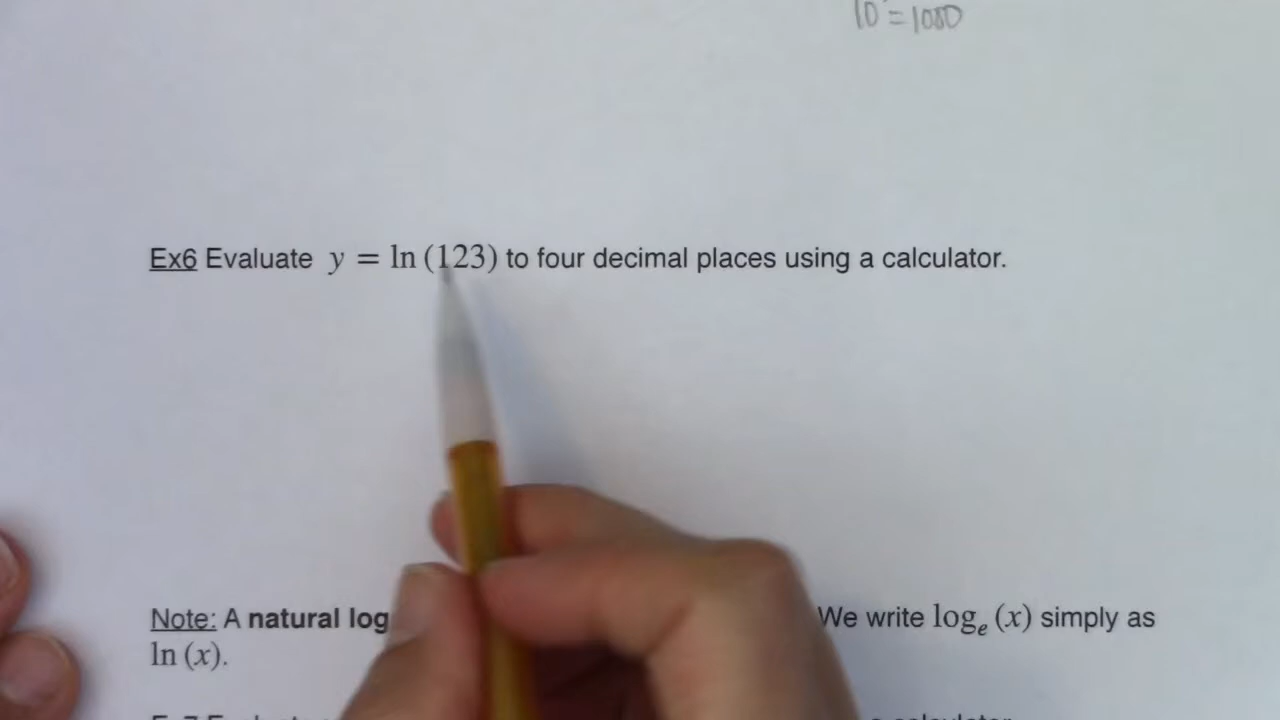 10 = 1000
Ex6 Evaluate y = ln (123) to four decimal places using a calculator.
Note: A natural log We write logₑ (x) simply as
ln (x).